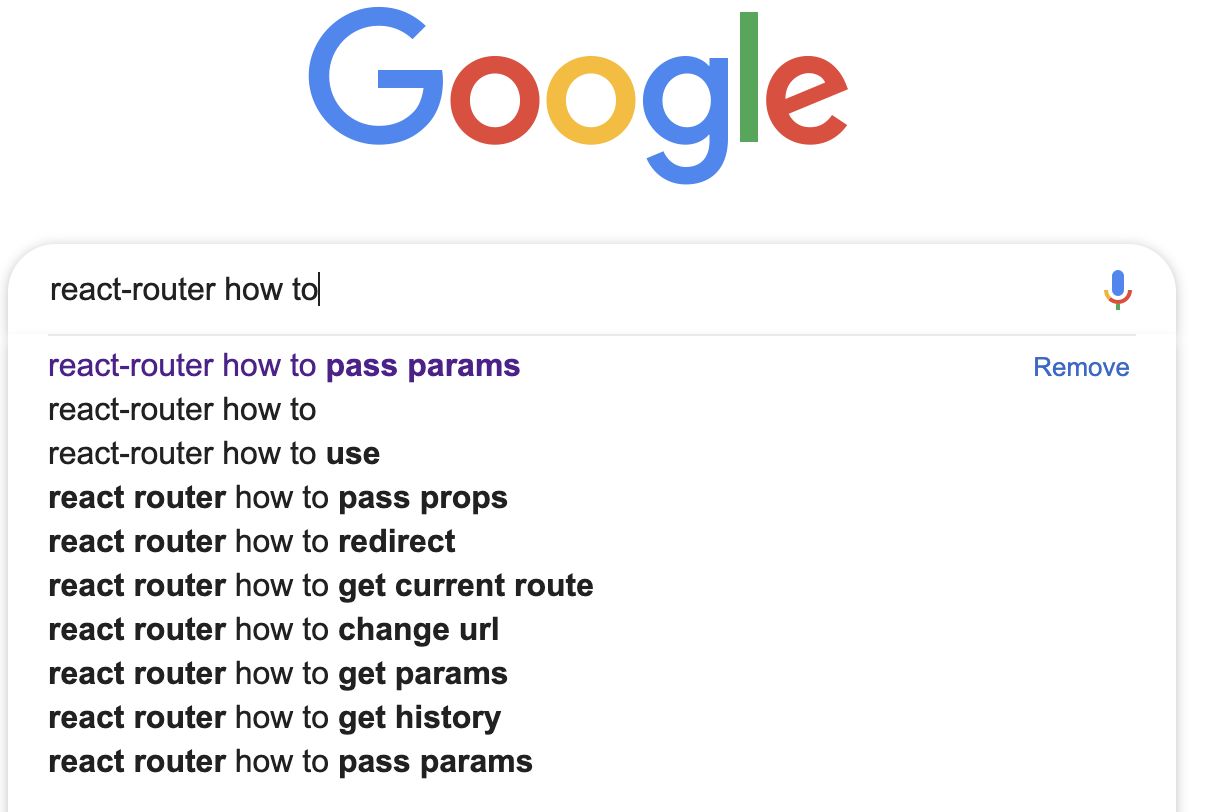 Google
react-router how to
react-router how to pass params Remove
react-router how to
react-router how to use
react router how to pass props
react router how to redirect
react router how to get current route
react router how to change url
react router how to get params
react router how to get history
react router how to pass params